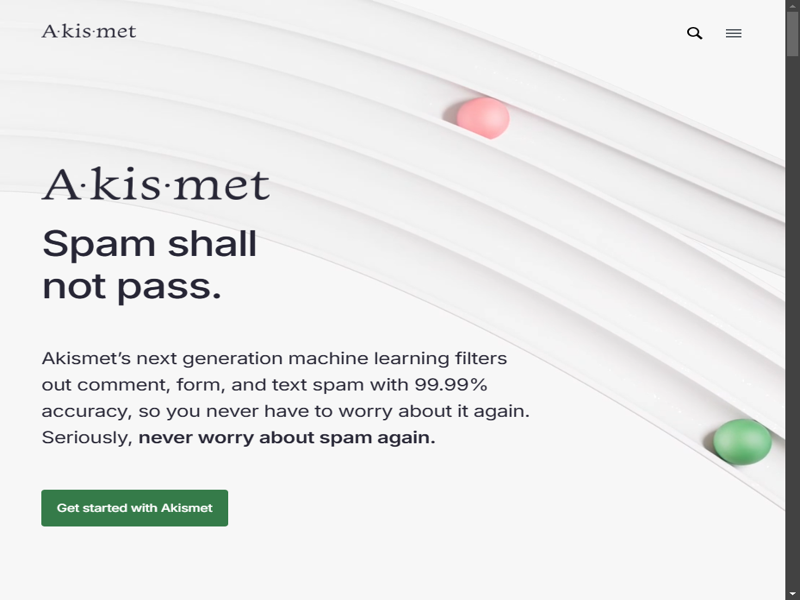 A·kis·met
A·kis·met
Spam shall
not pass.
Akismet’s next generation machine learning filters
out comment, form, and text spam with 99.99%
accuracy, so you never have to worry about it again.
Seriously, never worry about spam again.
Get started with Akismet